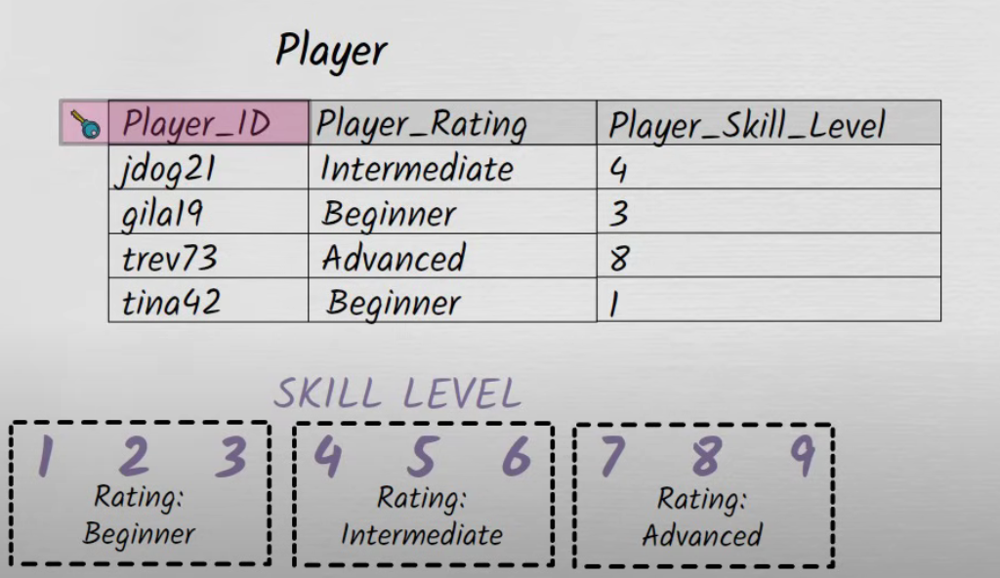 Player
Player_ID Player_Rating Player_Skill_Level
jdog21 Intermediate 4
gila19 Beginner 3
trev73 Advanced 8
tina42 Beginner 1
SKILL LEVEL
1 2 3 4 5 6 7 8 9
Rating: Rating: Rating:
Beginner Intermediate Advanced